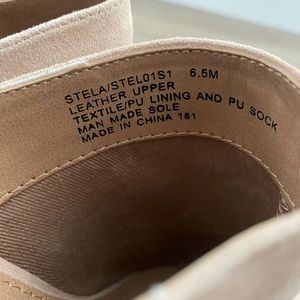 STELA/STEL01S1 6.5M
LEATHER UPPER
TEXTILE/PU LINING AND PU SOCK
MAN MADE SOLE
MADE IN CHINA 181